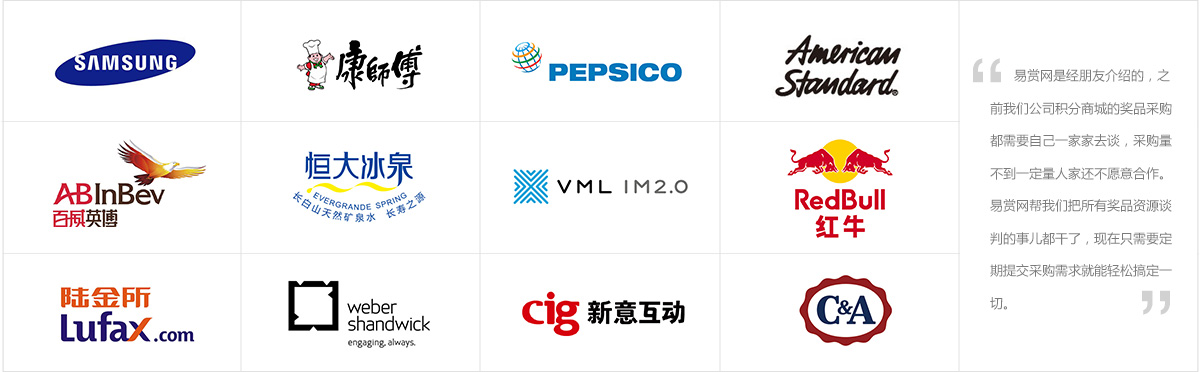 SAMSUNG
康師傅
PEPSICO
American
Standard®
ABInBev
百威英博
恒大冰泉
EVERGRANDE SPRING
长白山天然矿泉水 长寿之源
VML IM2.0
RedBull
红牛
陆金所
Lufax.com
weber
shandwick
engaging, always.
cig 新意互动
C&A
“ 易赏网是经朋友介绍的，之
前我们公司积分商城的奖品采购
都需要自己一家家去谈，采购量
不到一定量人家还不愿意合作。
易赏网帮我们把所有奖品资源谈
判的事儿都干了，现在只需要定
期提交采购需求就能轻松搞定一
切。 ”